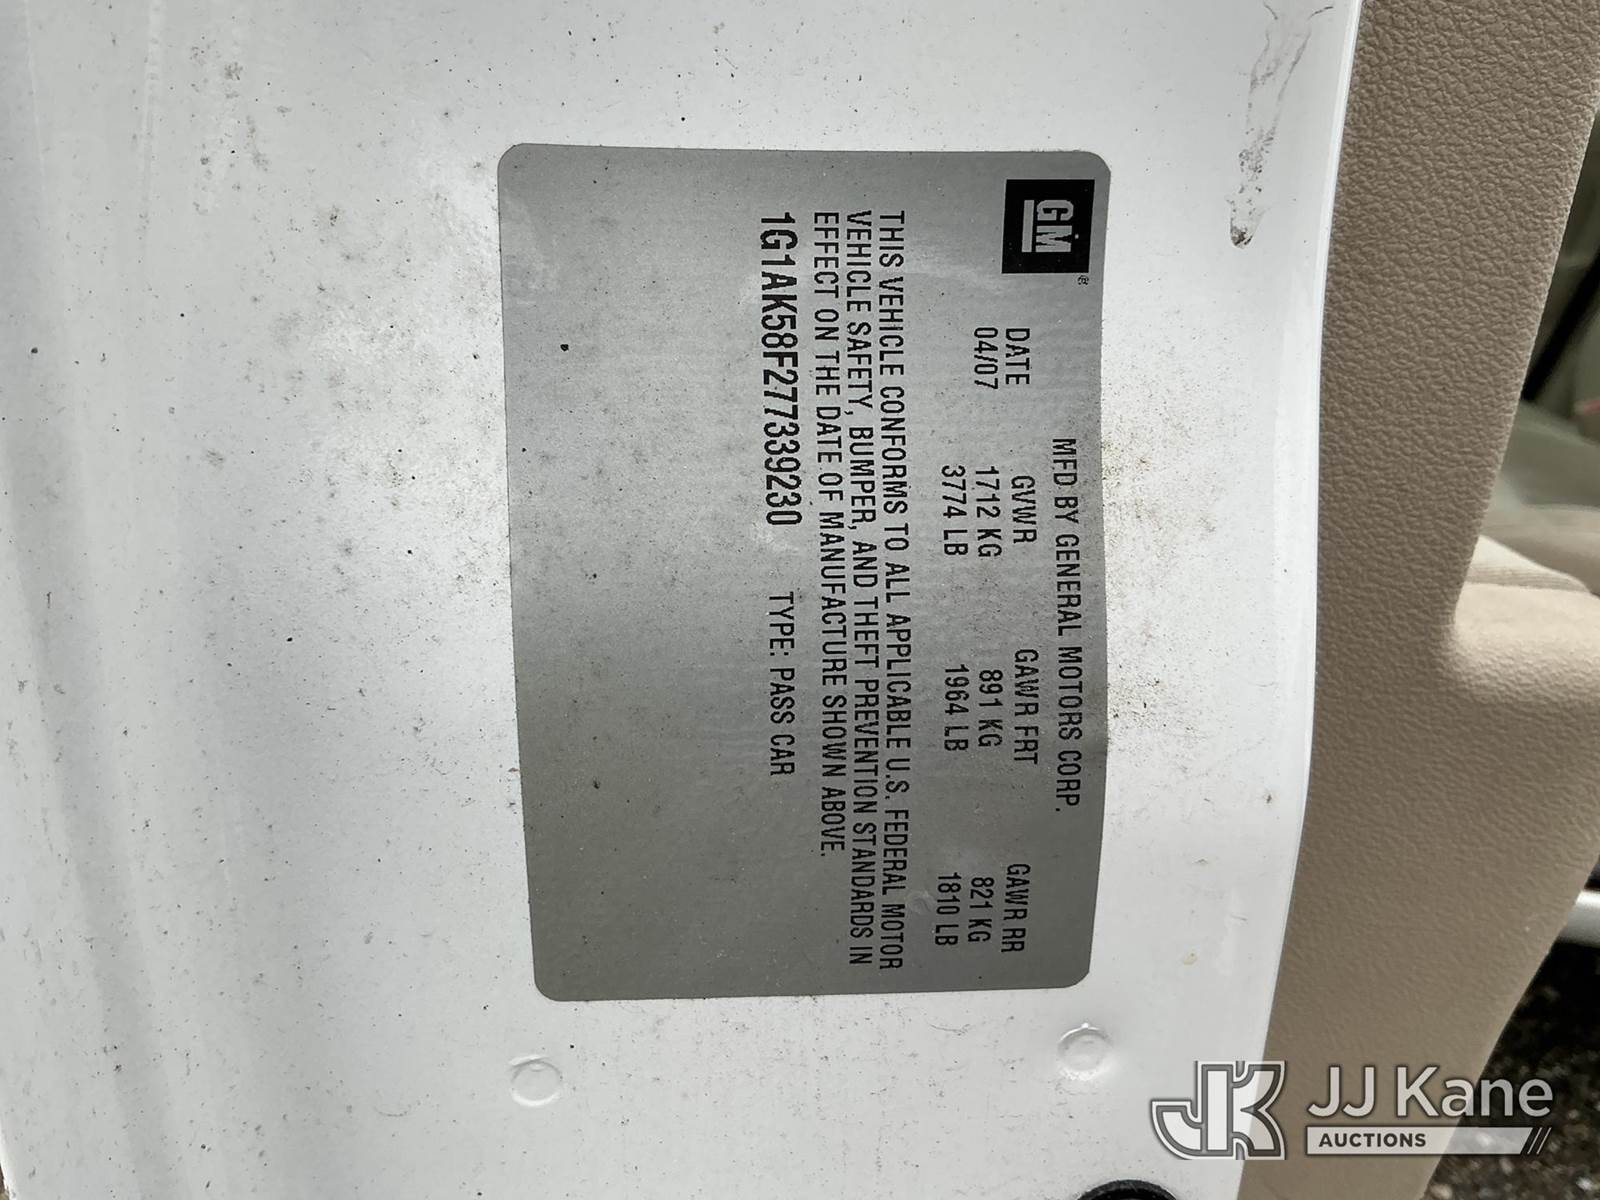 GM®
MFD BY GENERAL MOTORS CORP.
DATE GVWR GAWR FRT GAWR RR
04/07 1712 KG 891 KG 821 KG
3774 LB 1964 LB 1810 LB
THIS VEHICLE CONFORMS TO ALL APPLICABLE U.S. FEDERAL MOTOR
VEHICLE SAFETY, BUMPER, AND THEFT PREVENTION STANDARDS IN
EFFECT ON THE DATE OF MANUFACTURE SHOWN ABOVE.
1G1AK58F277339230 TYPE: PASS CAR
JK JJ Kane
AUCTIONS